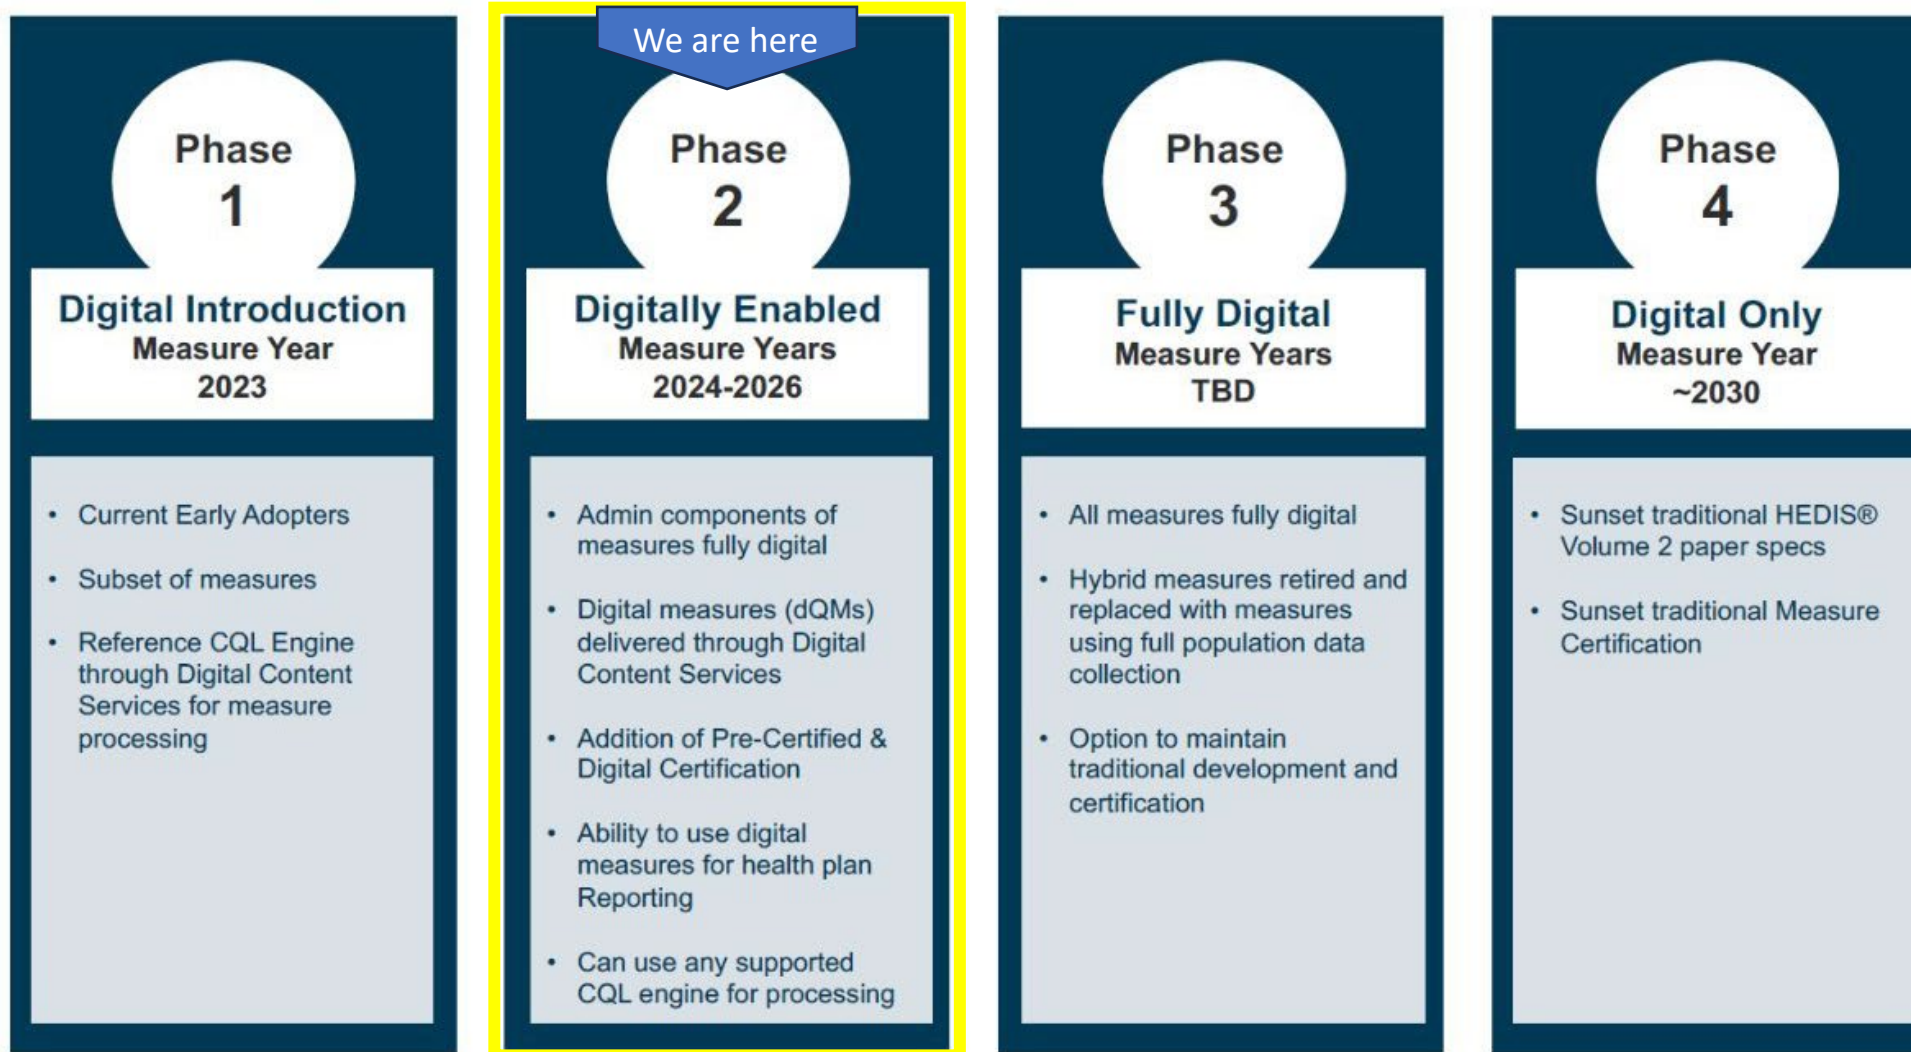 We are here
Phase
1
Digital Introduction
Measure Year
2023
• Current Early Adopters
• Subset of measures
• Reference CQL Engine
through Digital Content
Services for measure
processing
Phase
2
Digitally Enabled
Measure Years
2024-2026
• Admin components of
measures fully digital
• Digital measures (dQMs)
delivered through Digital
Content Services
• Addition of Pre-Certified &
Digital Certification
• Ability to use digital
measures for health plan
Reporting
• Can use any supported
CQL engine for processing
Phase
3
Fully Digital
Measure Years
TBD
• All measures fully digital
• Hybrid measures retired and
replaced with measures
using full population data
collection
• Option to maintain
traditional development and
certification
Phase
4
Digital Only
Measure Year
~2030
• Sunset traditional HEDIS®
Volume 2 paper specs
• Sunset traditional Measure
Certification